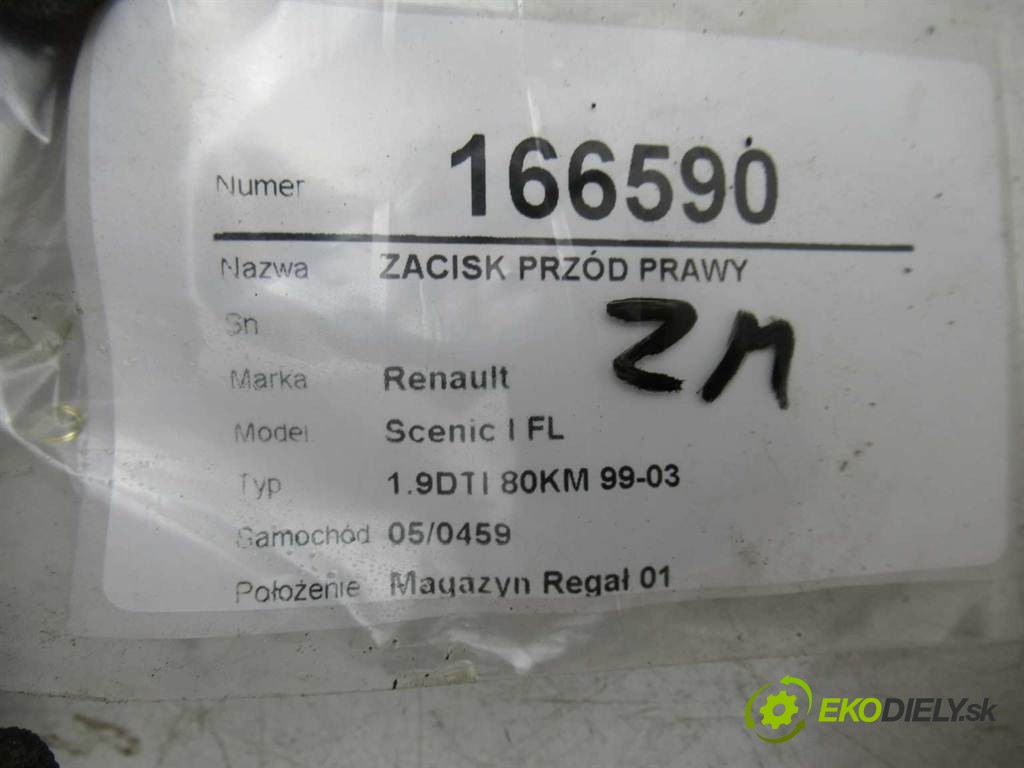 Numer 166590
Nazwa ZACISK PRZÓD PRAWY
Sn
ZM
Marka Renault
Model Scenic I FL
Typ 1.9DTI 80KM 99-03
Samochód 05/0459
Położenie Magazyn Regał 01
EKODIELY.sk